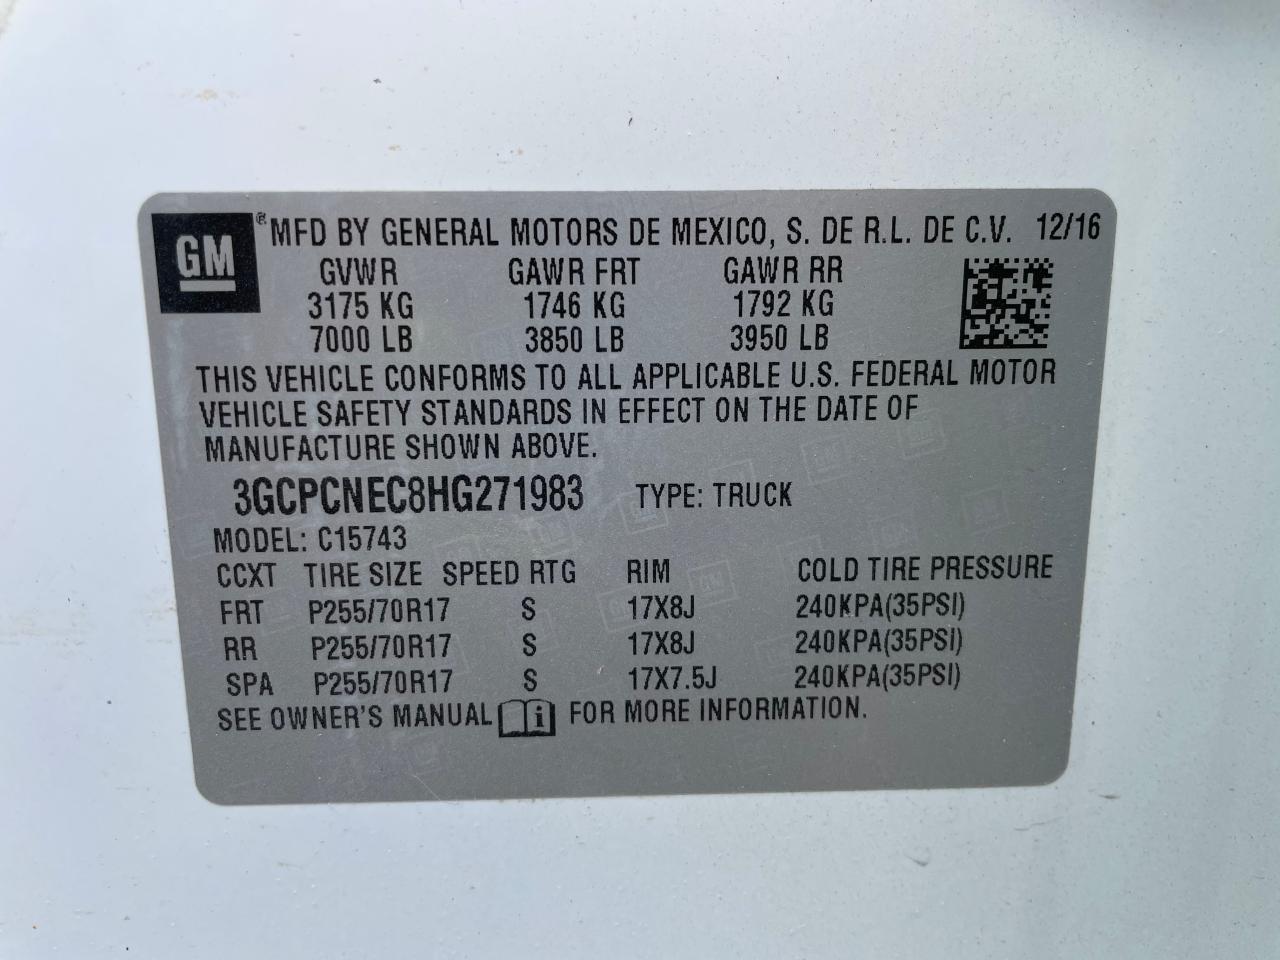 GM ® MFD BY GENERAL MOTORS DE MEXICO, S. DE R.L. DE C.V. 12/16
GVWR GAWR FRT GAWR RR
3175 KG 1746 KG 1792 KG
7000 LB 3850 LB 3950 LB
THIS VEHICLE CONFORMS TO ALL APPLICABLE U.S. FEDERAL MOTOR
VEHICLE SAFETY STANDARDS IN EFFECT ON THE DATE OF
MANUFACTURE SHOWN ABOVE.
3GCPCNEC8HG271983 TYPE: TRUCK
MODEL: C15743
CCXT TIRE SIZE SPEED RTG RIM COLD TIRE PRESSURE
FRT P255/70R17 S 17X8J 240KPA(35PSI)
RR P255/70R17 S 17X8J 240KPA(35PSI)
SPA P255/70R17 S 17X7.5J 240KPA(35PSI)
SEE OWNER'S MANUAL i FOR MORE INFORMATION.